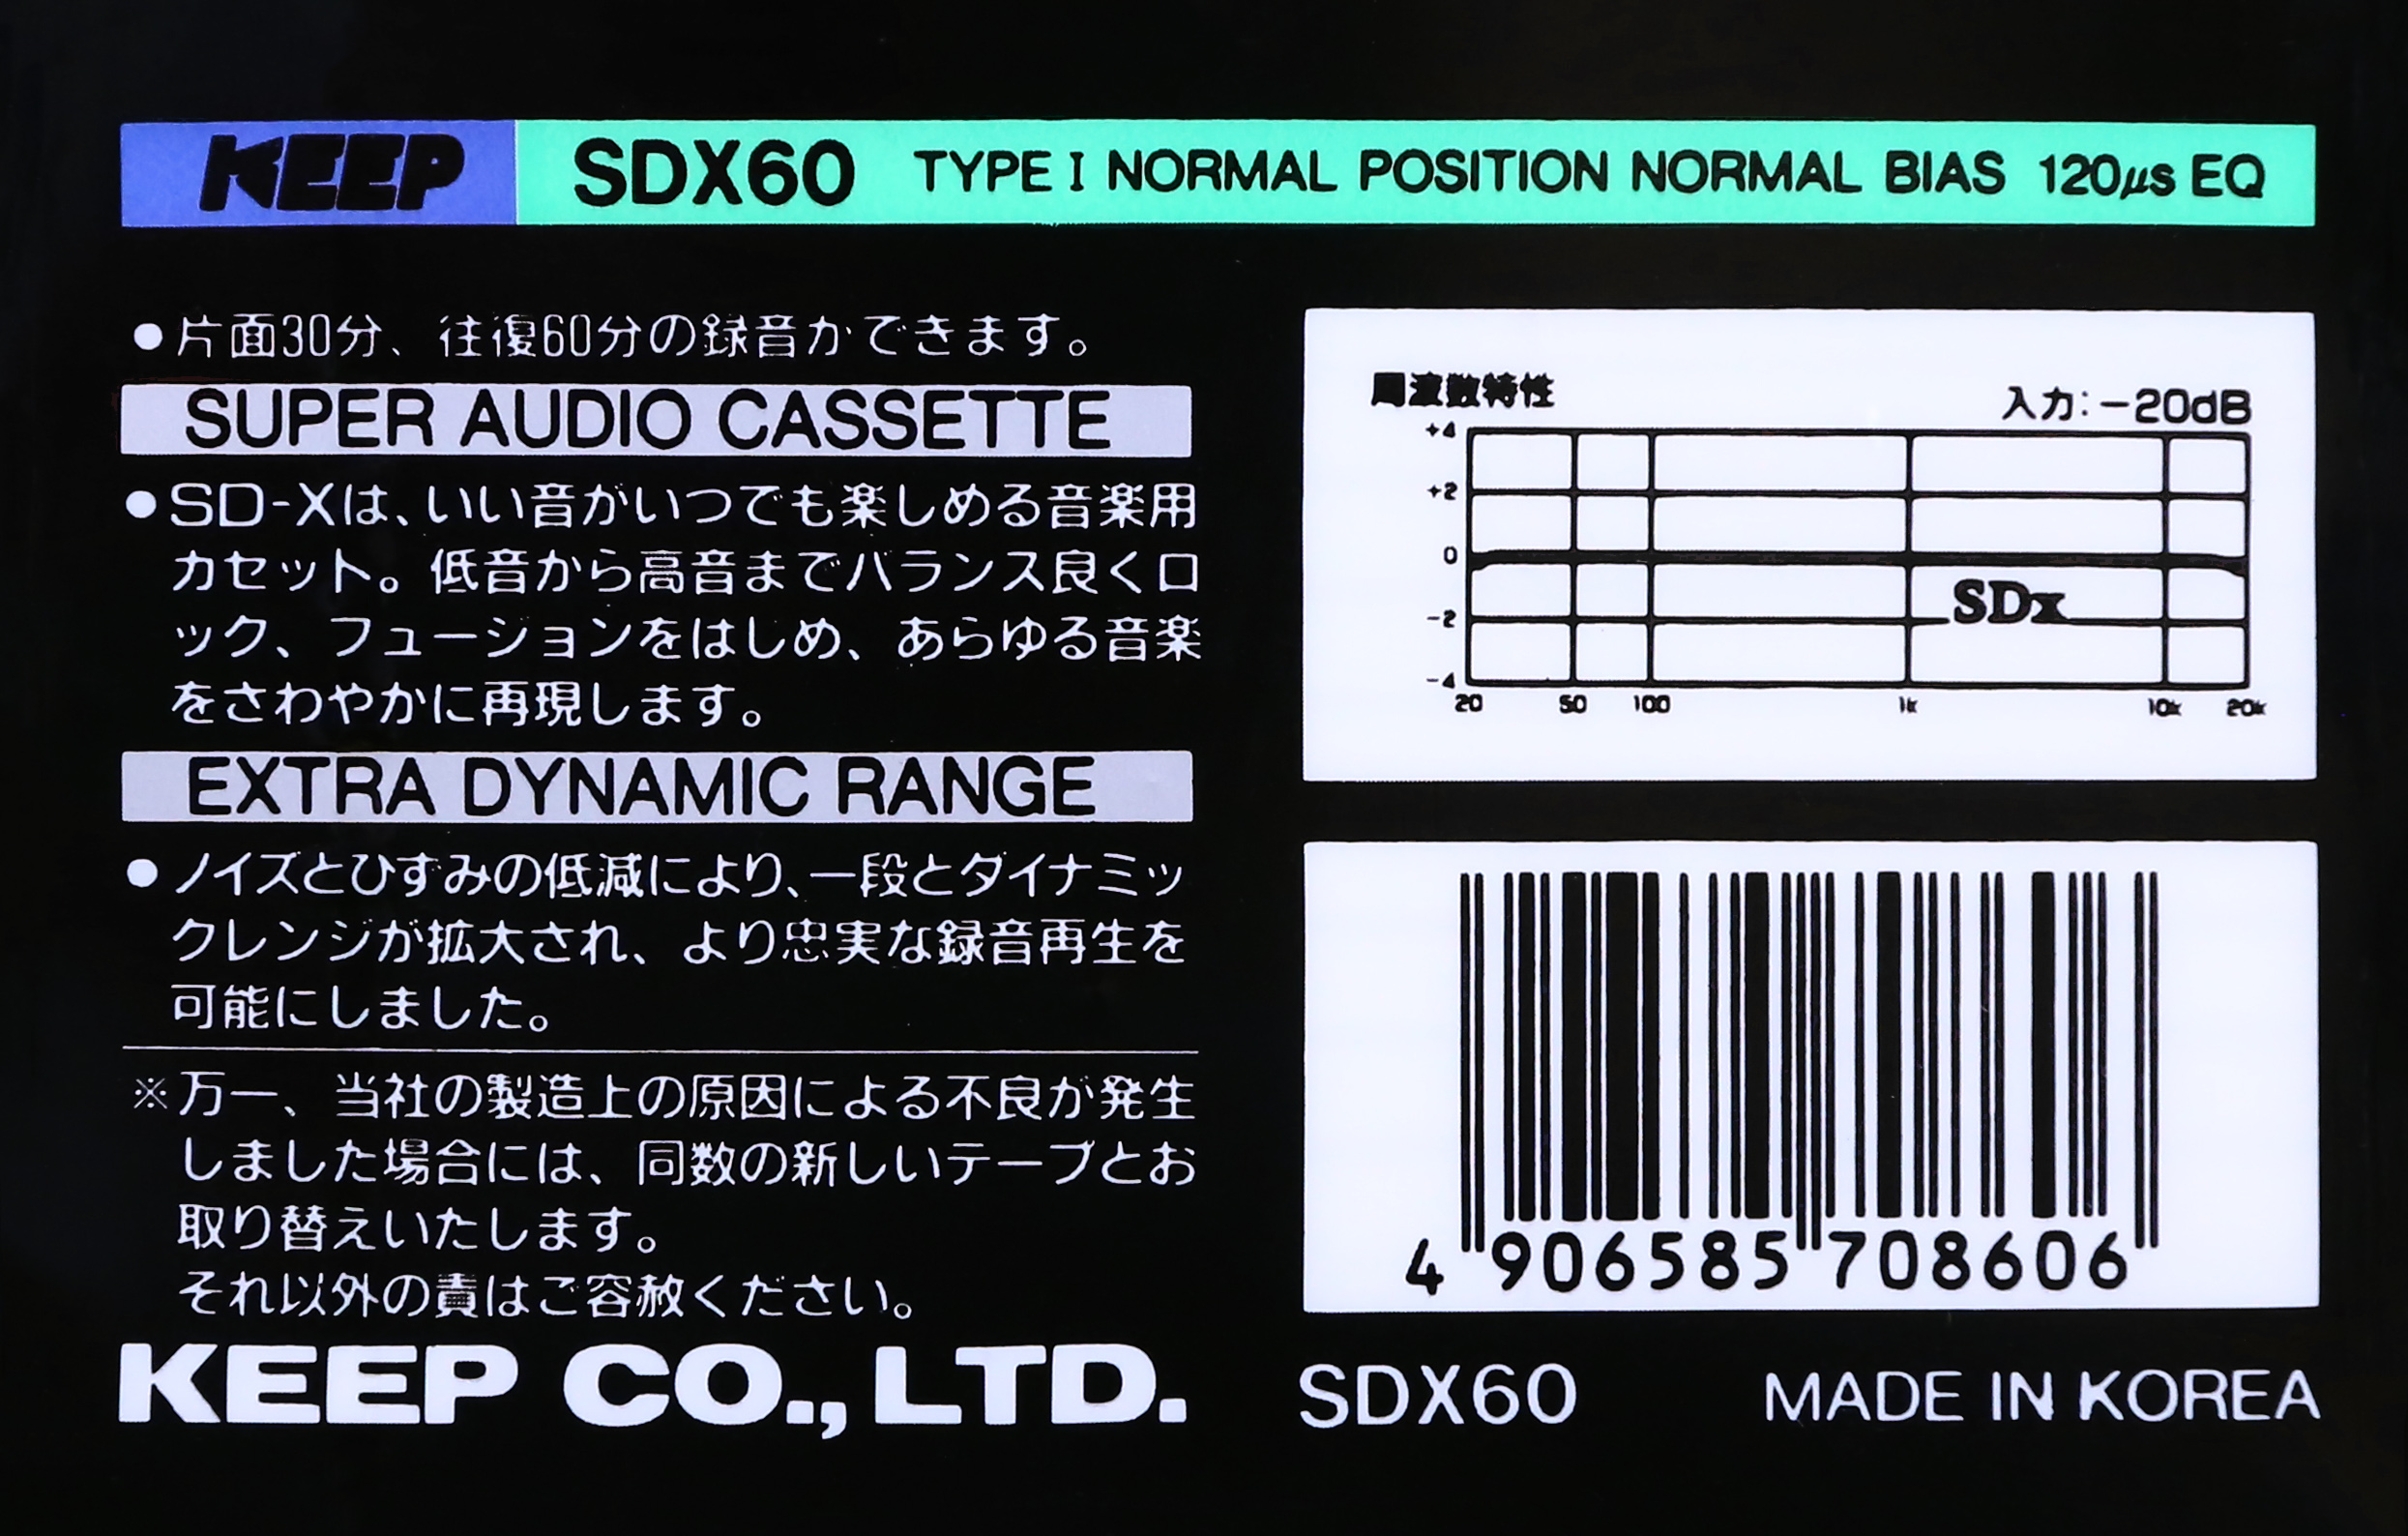 KEEP SDX60 TYPE I NORMAL POSITION NORMAL BIAS 120μs EQ
●片面30分、往復60分の録音ができます。
SUPER AUDIO CASSETTE
●SD-Xは、いい音がいつでも楽しめる音楽用
カセット。低音から高音までバランス良くロ
ック、フュージョンをはじめ、あらゆる音楽
をさわやかに再現します。
EXTRA DYNAMIC RANGE
●ノイズとひずみの低減により、一段とダイナミッ
クレンジが拡大され、より忠実な録音再生を
可能にしました。
※万一、当社の製造上の原因による不良が発生
しました場合には、同数の新しいテープとお
取り替えいたします。
それ以外の責はご容赦ください。
KEEP CO., LTD.
周波数特性
入力:-20dB
+4
+2
0
-2
-4
SDx
20 50 100 1k 10k 20k
4 906585 708606
SDX60 MADE IN KOREA